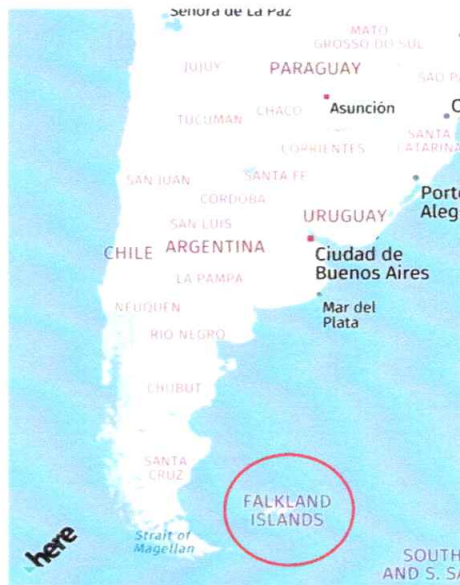 Señora de La Paz
MATO
GROSSO DO SUL
JUJUY
PARAGUAY
SAO PA
CHACO
Asunción
TUCUMAN
CORRIENTES
SANTA
CATARINA
SAN JUAN
SANTA FE
CORDOBA
Porto
Aleg
SAN LUIS
URUGUAY
CHILE
ARGENTINA
Ciudad de
Buenos Aires
LA PAMPA
NEUQUEN
Mar del
Plata
RIO NEGRO
CHUBUT
SANTA
CRUZ
FALKLAND
ISLANDS
Strait of
Magellan
here
SOUTH
AND S. SA